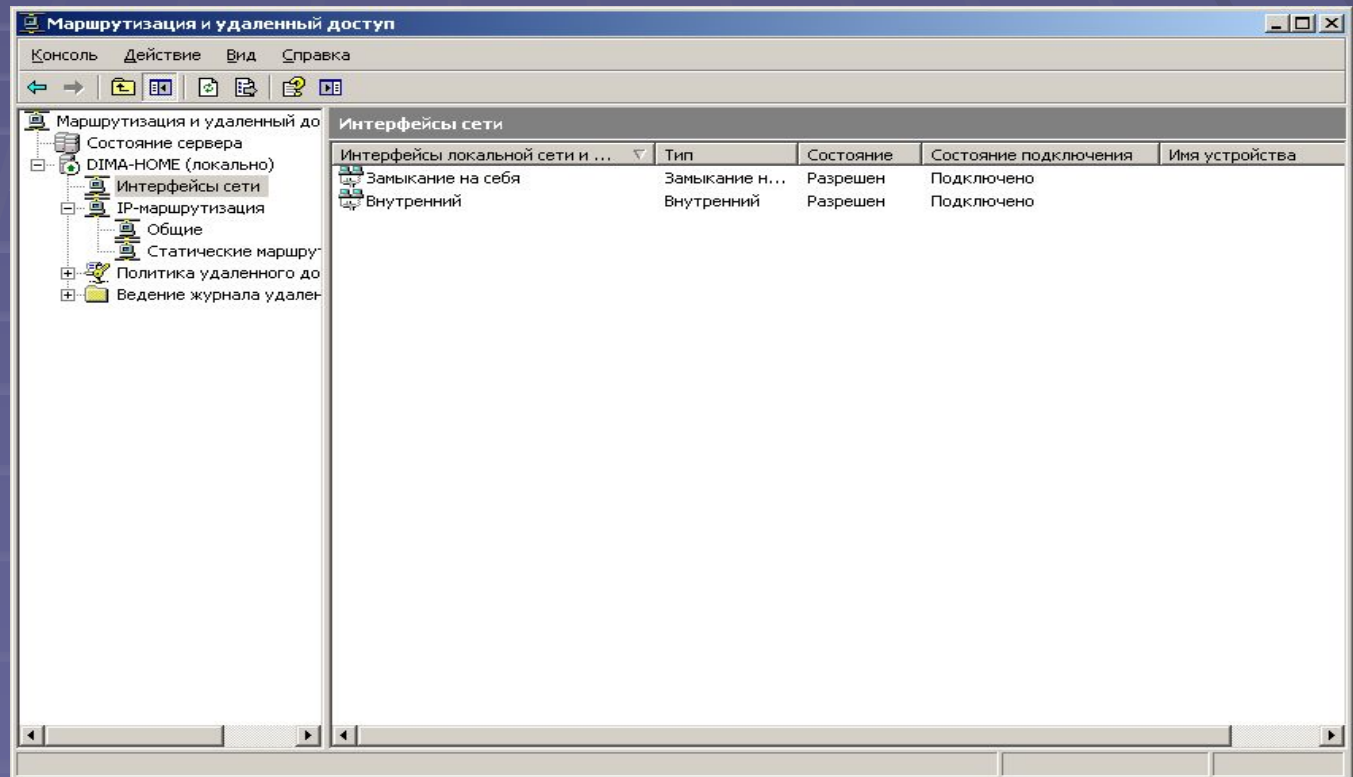 Маршрутизация и удаленный доступ
Консоль Действие Вид Справка
Маршрутизация и удаленный до
Состояние сервера
DIMA-HOME (локально)
Интерфейсы сети
IP-маршрутизация
Общие
Статические маршру
Политика удаленного до
Ведение журнала удален
Интерфейсы сети
Интерфейсы локальной сети и ... Тип Состояние Состояние подключения Имя устройства
Замыкание на себя Замыкание н... Разрешен Подключено
Внутренний Внутренний Разрешен Подключено